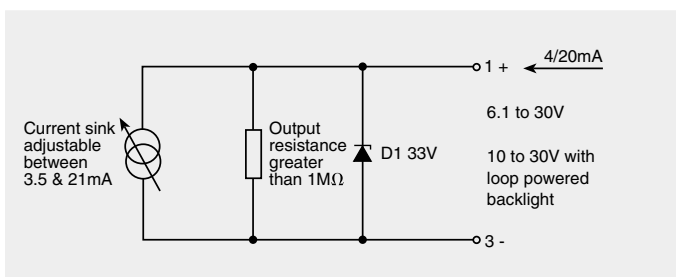 4/20mA
1 +
6.1 to 30V
Current sink
adjustable
between
3.5 & 21mA
Output
resistance
greater
than 1MΩ
D1 33V
10 to 30V with
loop powered
backlight
3 -